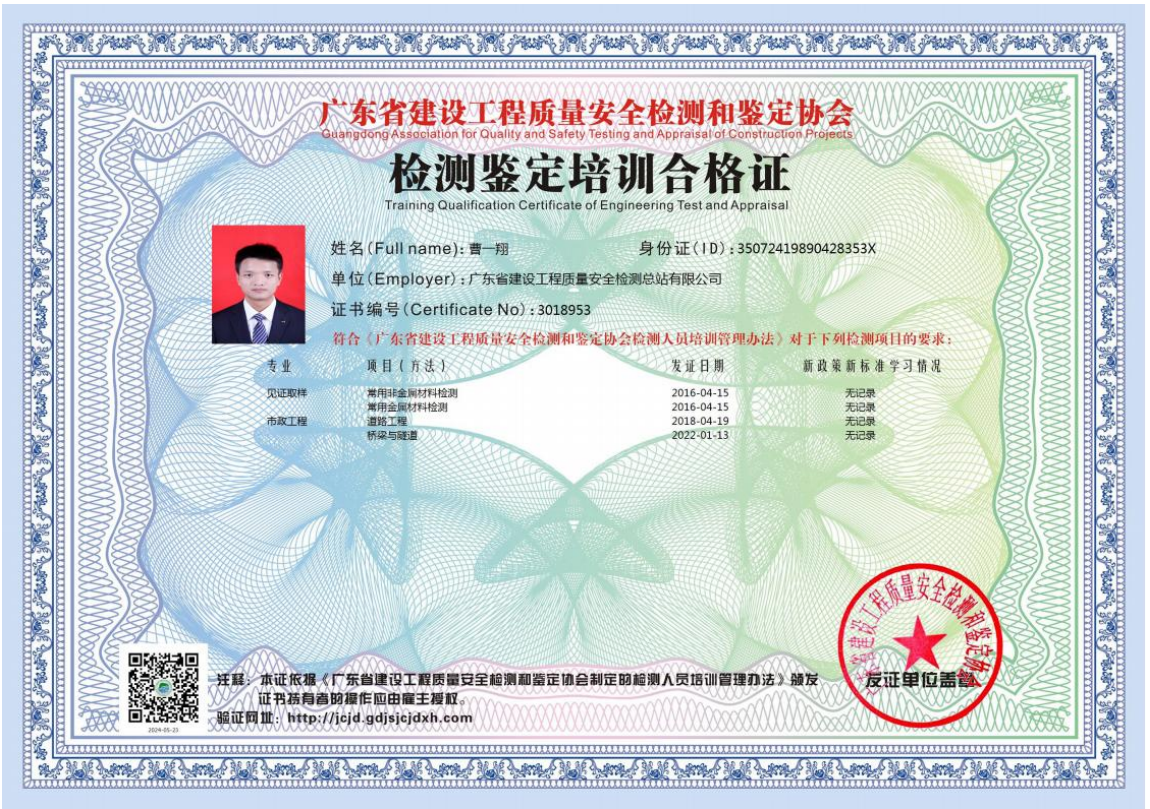 广东省建设工程质量安全检测和鉴定协会
Guangdong Association for Quality and Safety Testing and Appraisal of Construction Projects
检测鉴定培训合格证
Training Qualification Certificate of Engineering Test and Appraisal
姓名(Full name): 曹一翔 身份证(ID): 35072419890428353X
单位(Employer): 广东省建设工程质量安全检测总站有限公司
证书编号(Certificate No): 3018953
符合《广东省建设工程质量安全检测和鉴定协会检测人员培训管理办法》对于下列检测项目的要求:
专业 项目(方法) 发证日期 新政策新标准学习情况
见证取样 常用非金属材料检测 2016-04-15 无记录
常用金属材料检测 2016-04-15 无记录
市政工程 道路工程 2018-04-19 无记录
桥梁与隧道 2022-01-13 无记录
广东省建设工程质量安全检测和鉴定协会
发证单位盖章
注释: 本证依据《广东省建设工程质量安全检测和鉴定协会制定的检测人员培训管理办法》颁发
证书持有者的操作应由雇主授权。
验证网址: http://jcjd.gdjsjcjdxh.com
2024-05-23